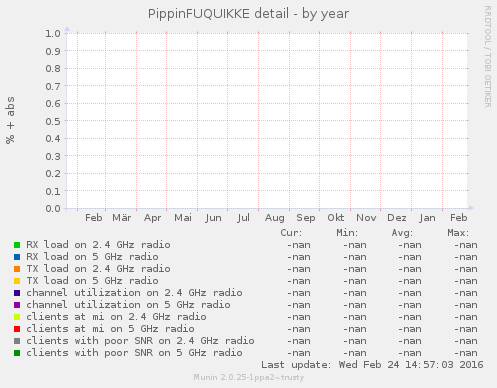 PippinFUQUIKKE detail - by year
RRDTOOL / TOBI OETIKER
% + abs
1.0
0.9
0.8
0.7
0.6
0.5
0.4
0.3
0.2
0.1
0.0
Feb Mär Apr Mai Jun Jul Aug Sep Okt Nov Dez Jan Feb
Cur: Min: Avg: Max:
RX load on 2.4 GHz radio -nan -nan -nan -nan
RX load on 5 GHz radio -nan -nan -nan -nan
TX load on 2.4 GHz radio -nan -nan -nan -nan
TX load on 5 GHz radio -nan -nan -nan -nan
channel utilization on 2.4 GHz radio -nan -nan -nan -nan
channel utilization on 5 GHz radio -nan -nan -nan -nan
clients at mi on 2.4 GHz radio -nan -nan -nan -nan
clients at mi on 5 GHz radio -nan -nan -nan -nan
clients with poor SNR on 2.4 GHz radio -nan -nan -nan -nan
clients with poor SNR on 5 GHz radio -nan -nan -nan -nan
Last update: Wed Feb 24 14:57:03 2016
Munin 2.0.25-1ppa2~trusty